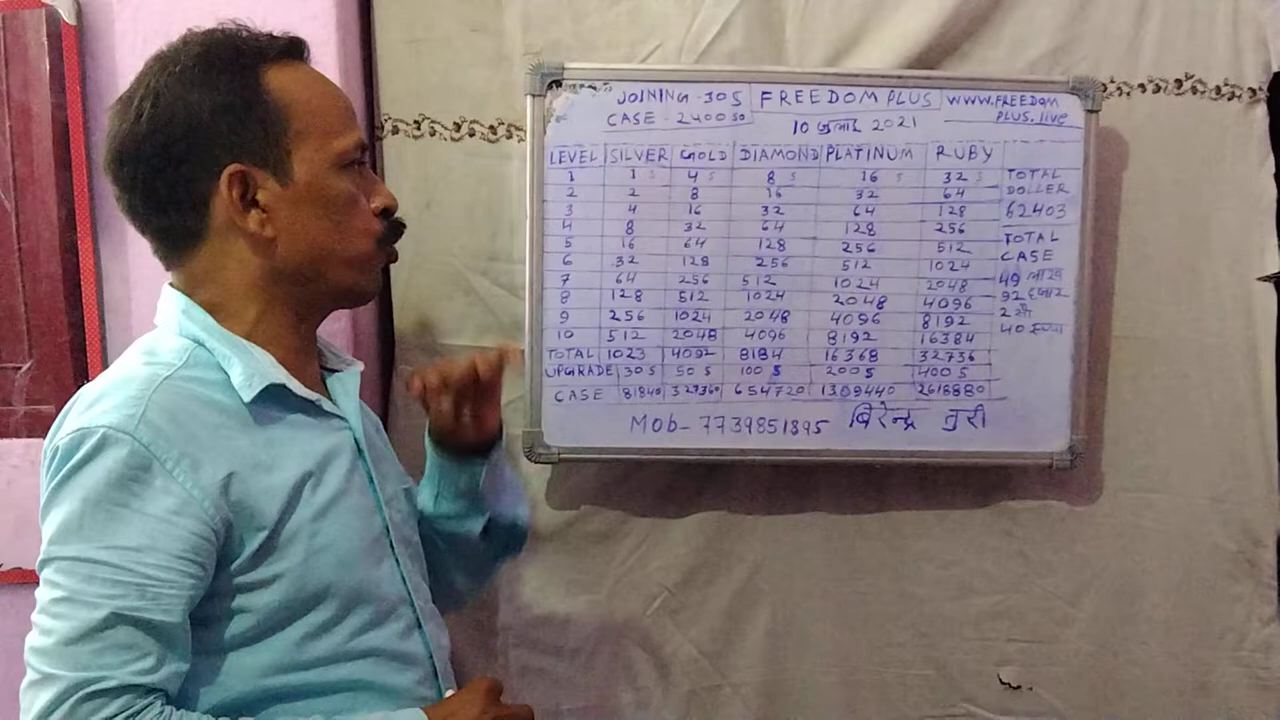 JOINING - 30$ FREEDOM PLUS WWW.FREEDOM
CASE - 2400 50 10 जुलाई 2021 PLUS.live
LEVEL SILVER GOLD DIAMOND PLATINUM RUBY
1 1$ 4$ 8$ 16$ 32$ TOTAL
2 2 8 16 32 64 DOLLER
3 4 16 32 64 128 62403
4 8 32 64 128 256 TOTAL
5 16 64 128 256 512 CASE
6 32 128 256 512 1024 49 लाख
7 64 256 512 1024 2048 92 हजार
8 128 512 1024 2048 4096 2 सौ
9 256 1024 2048 4096 8192 40 रुपया
10 512 2048 4096 8192 16384
TOTAL 1023 4092 8184 16368 32736
UPGRADE 30$ 50$ 100$ 200$ 400$
CASE 81840 327360 654720 1309440 2618880
MOb- 7739851895 बिरेन्द्र तुरी